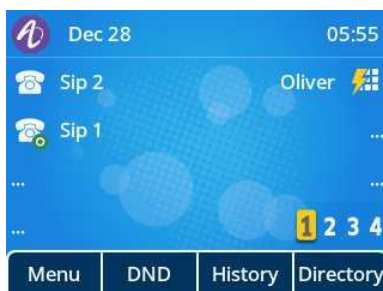 Dec 28 05:55
Sip 2 Oliver
Sip 1 ...
... ...
... 1 2 3 4
Menu DND History Directory